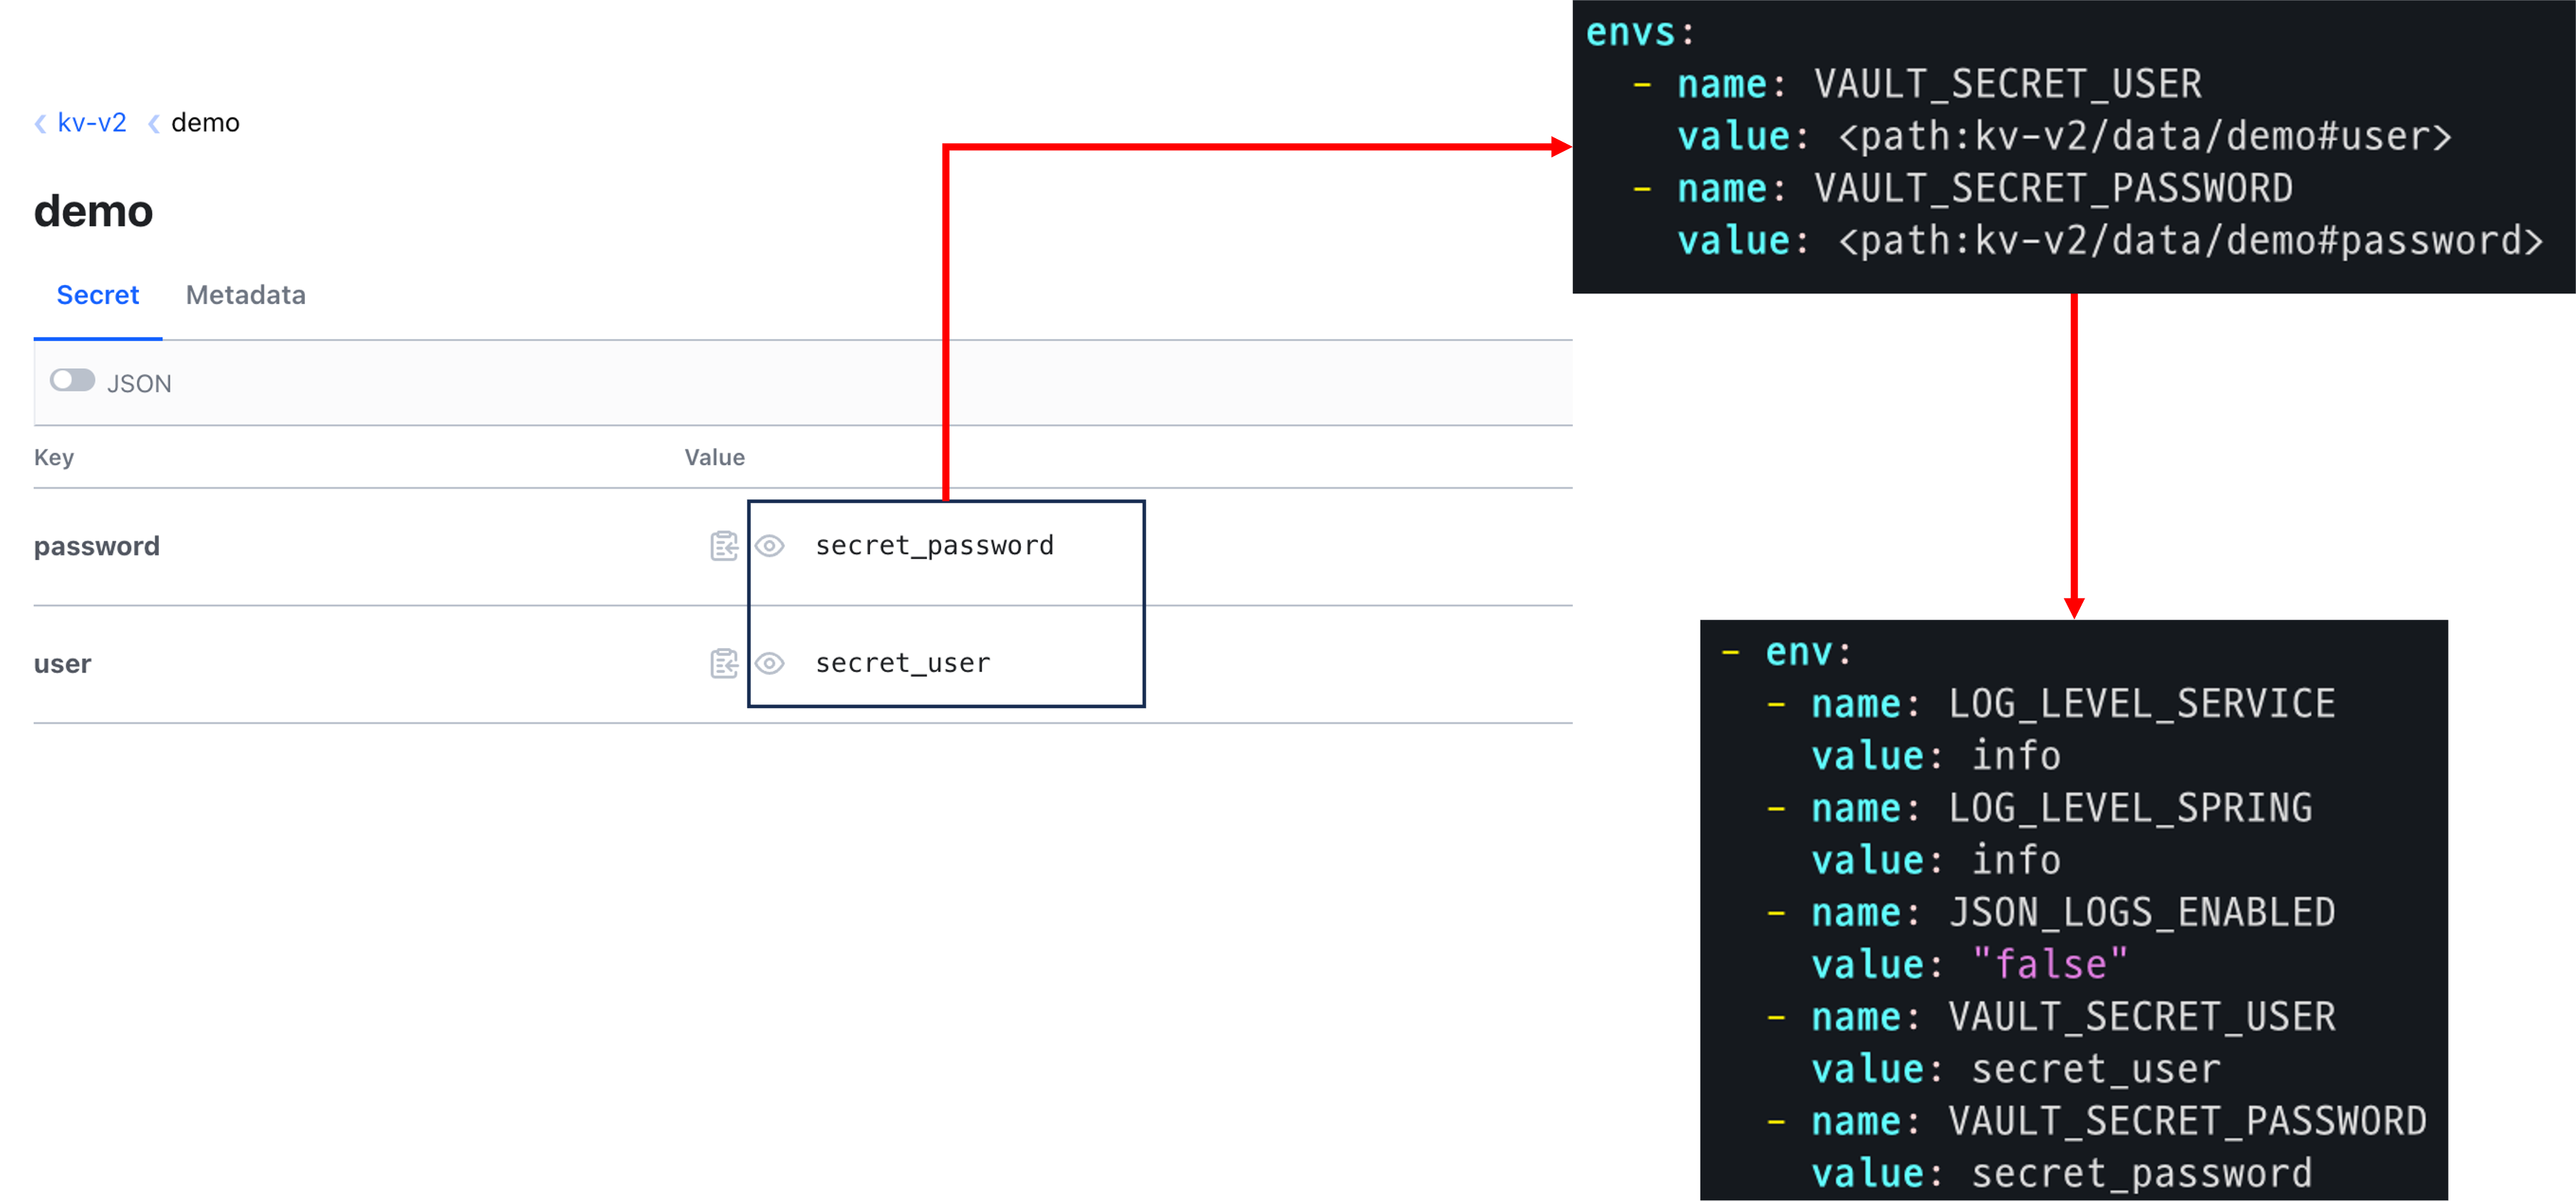 kv-v2 demo
demo
Secret Metadata
JSON
Key Value
password secret_password
user secret_user
envs:
- name: VAULT_SECRET_USER
value: <path:kv-v2/data/demo#user>
- name: VAULT_SECRET_PASSWORD
value: <path:kv-v2/data/demo#password>
- env:
- name: LOG_LEVEL_SERVICE
value: info
- name: LOG_LEVEL_SPRING
value: info
- name: JSON_LOGS_ENABLED
value: "false"
- name: VAULT_SECRET_USER
value: secret_user
- name: VAULT_SECRET_PASSWORD
value: secret_password